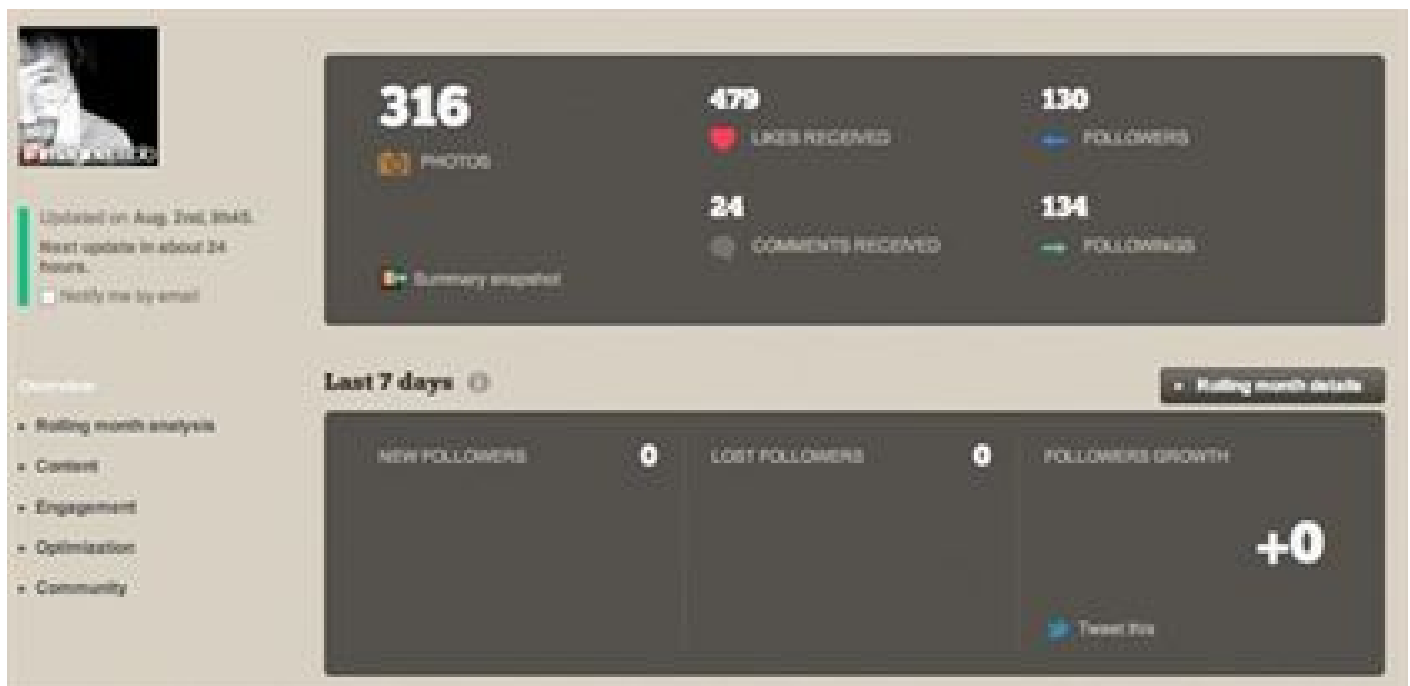 316
PHOTOS
Summary snapshot
479
LIKES RECEIVED
24
COMMENTS RECEIVED
130
FOLLOWERS
134
FOLLOWINGS
Updated on Aug. 2nd, 9h45.
Next update in about 24
hours.
Notify me by email
Overview
Rolling month analysis
Content
Engagement
Optimization
Community
Last 7 days
Rolling month details
NEW FOLLOWERS 0
LOST FOLLOWERS 0
FOLLOWERS GROWTH
+0
Tweet this